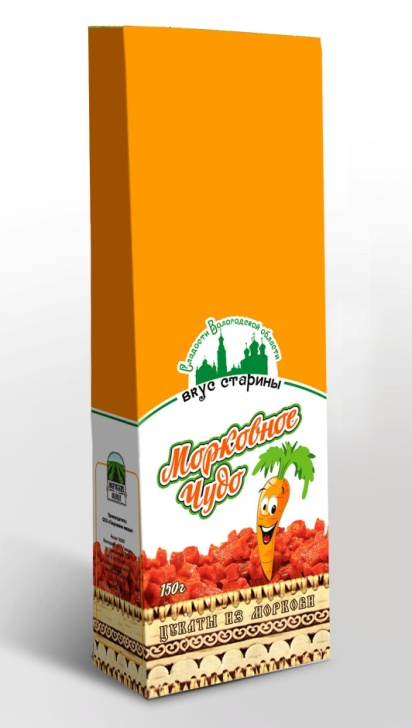 Сладости Вологодской области
вкус старины
Морковное
Чудо
150г
ЦУКАТЫ ИЗ МОРКОВИ